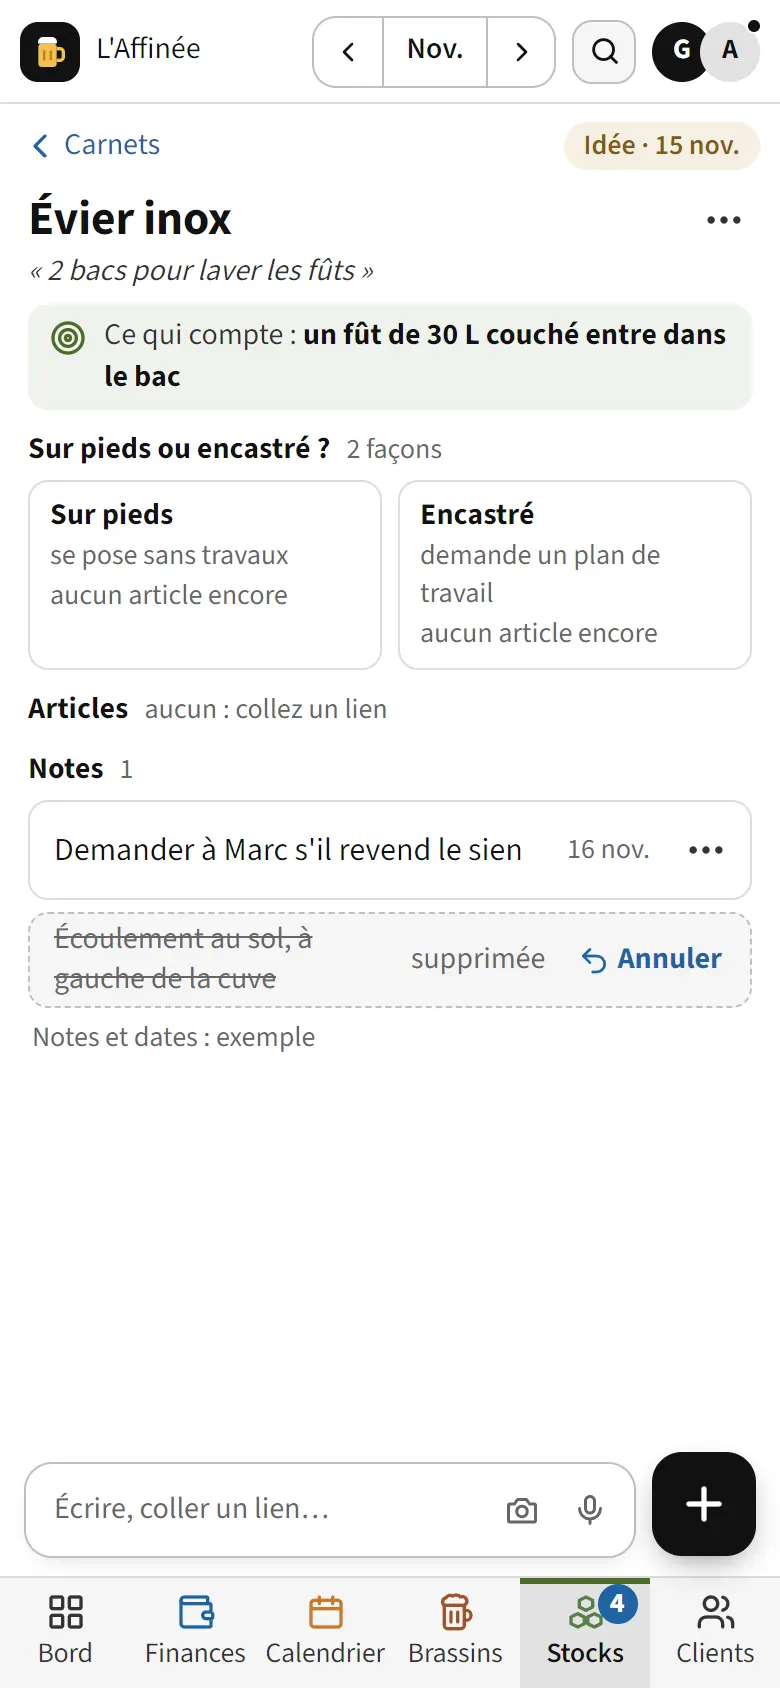 L'Affinée
Nov.
G
A
Carnets
Idée · 15 nov.
Évier inox
« 2 bacs pour laver les fûts »
Ce qui compte : un fût de 30 L couché entre dans
le bac
Sur pieds ou encastré ? 2 façons
Sur pieds
se pose sans travaux
aucun article encore
Encastré
demande un plan de
travail
aucun article encore
Articles aucun : collez un lien
Notes 1
Demander à Marc s'il revend le sien 16 nov.
Écoulement au sol, à
gauche de la cuve
supprimée Annuler
Notes et dates : exemple
Écrire, coller un lien…
4
Bord Finances Calendrier Brassins Stocks Clients